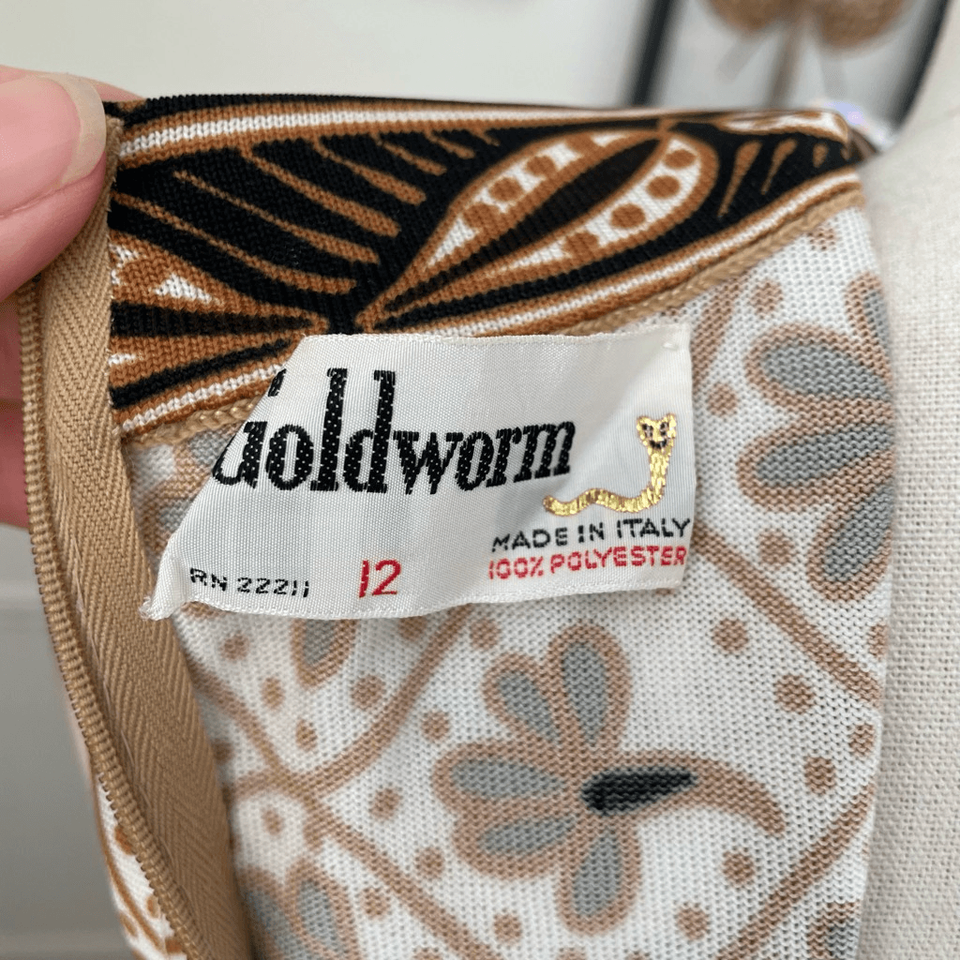 Goldworm
MADE IN ITALY
100% POLYESTER
RN 22211 12